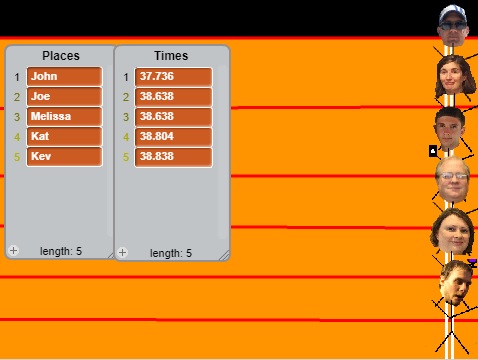 Places Times
1 John 1 37.736
2 Joe 2 38.638
3 Melissa 3 38.638
4 Kat 4 38.804
5 Kev 5 38.838
+ length: 5 + length: 5